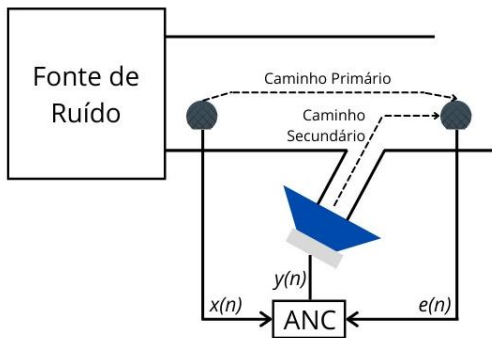 Fonte de
Ruído
Caminho Primário
Caminho
Secundário
y(n)
x(n)
ANC
e(n)